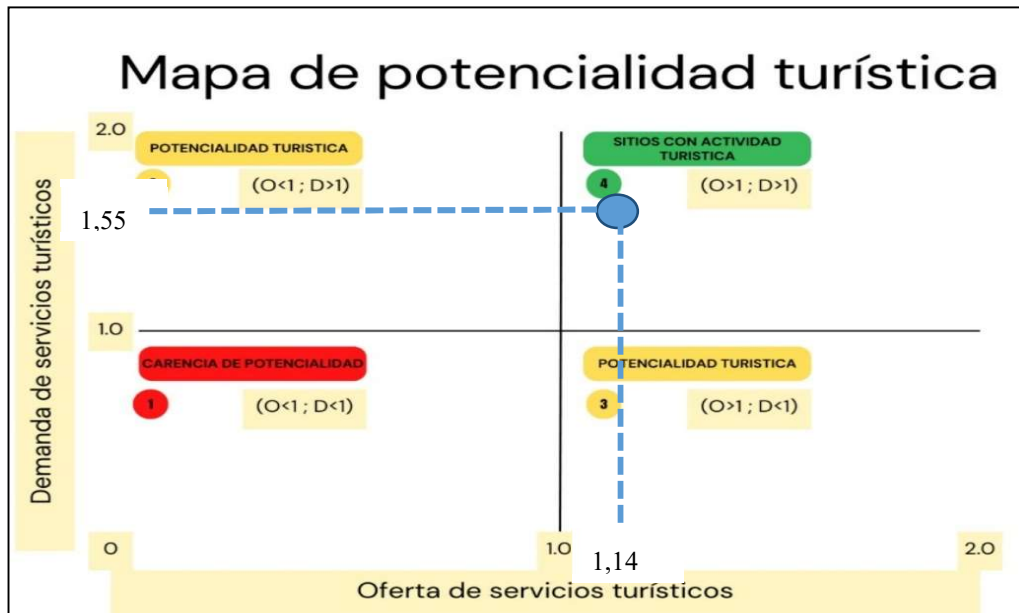 Mapa de potencialidad turística
2.0
POTENCIALIDAD TURISTICA
(O<1 ; D>1)
SITIOS CON ACTIVIDAD
TURISTICA
4
(O>1 ; D>1)
1,55
Demanda de servicios turísticos
1.0
CARENCIA DE POTENCIALIDAD
1
(O<1 ; D<1)
POTENCIALIDAD TURISTICA
3
(O>1 ; D<1)
0
1.0
1,14
2.0
Oferta de servicios turísticos